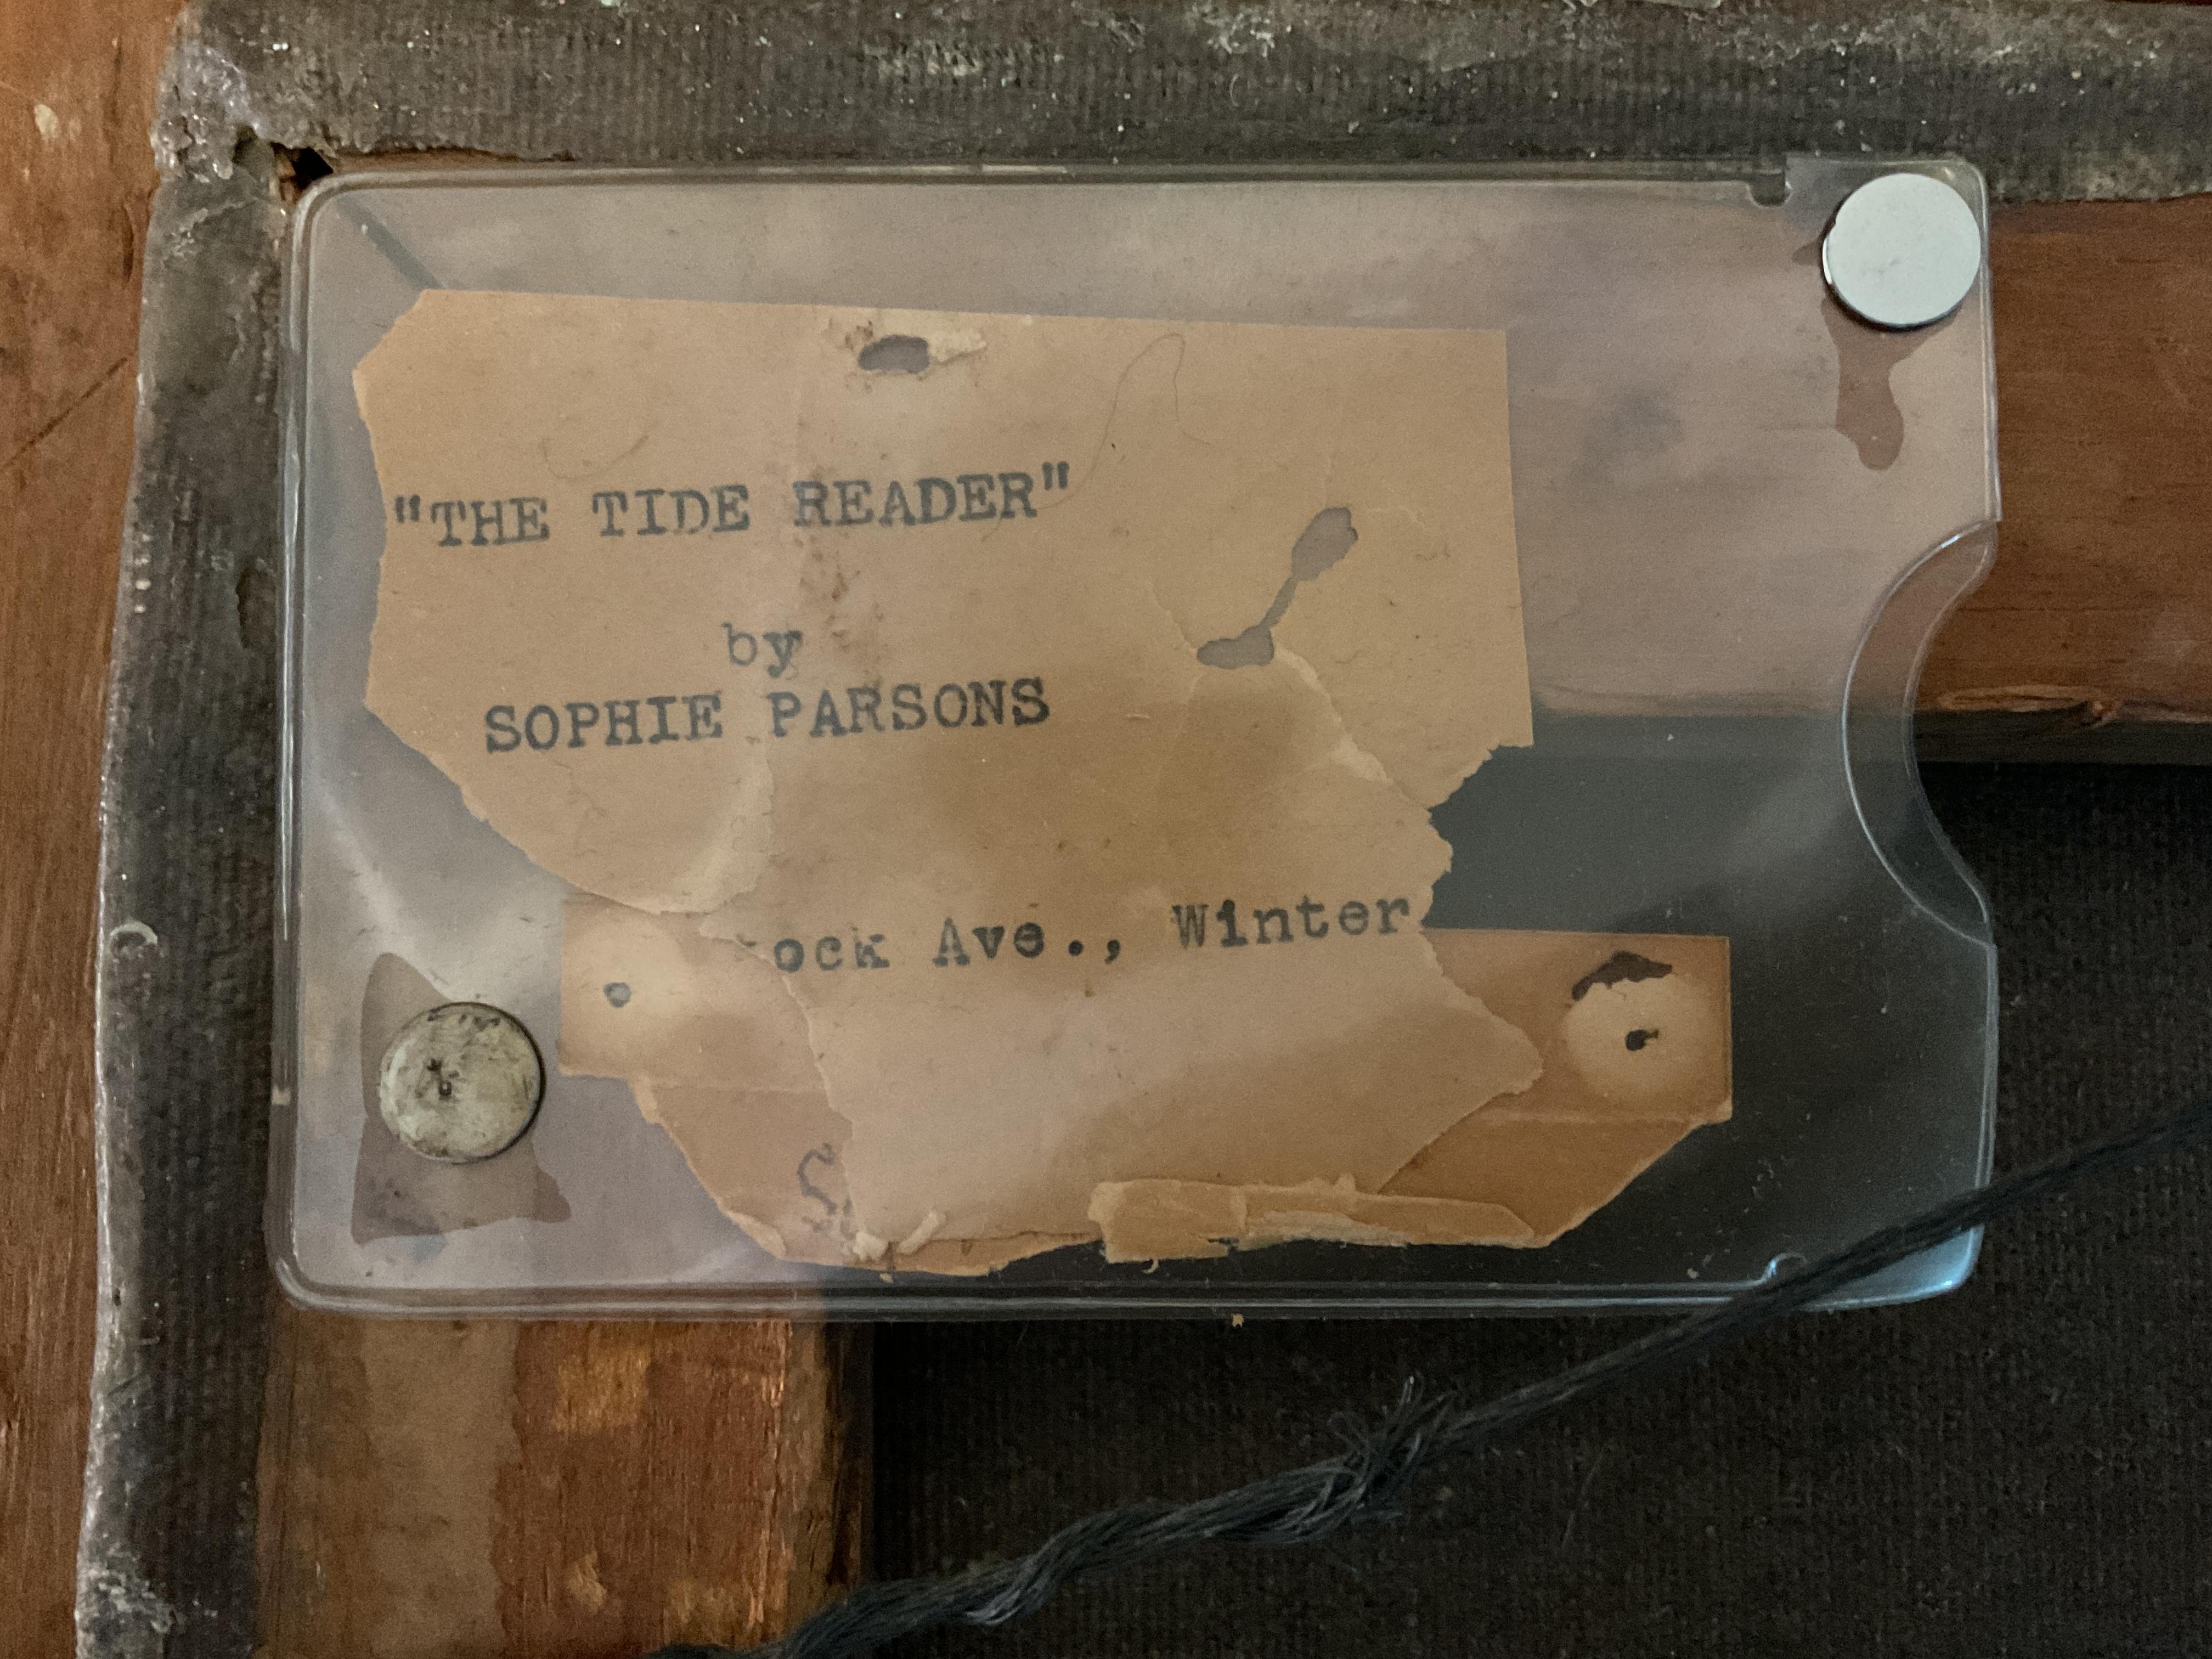 "THE TIDE READER"
by
SOPHIE PARSONS
ock Ave., Winter